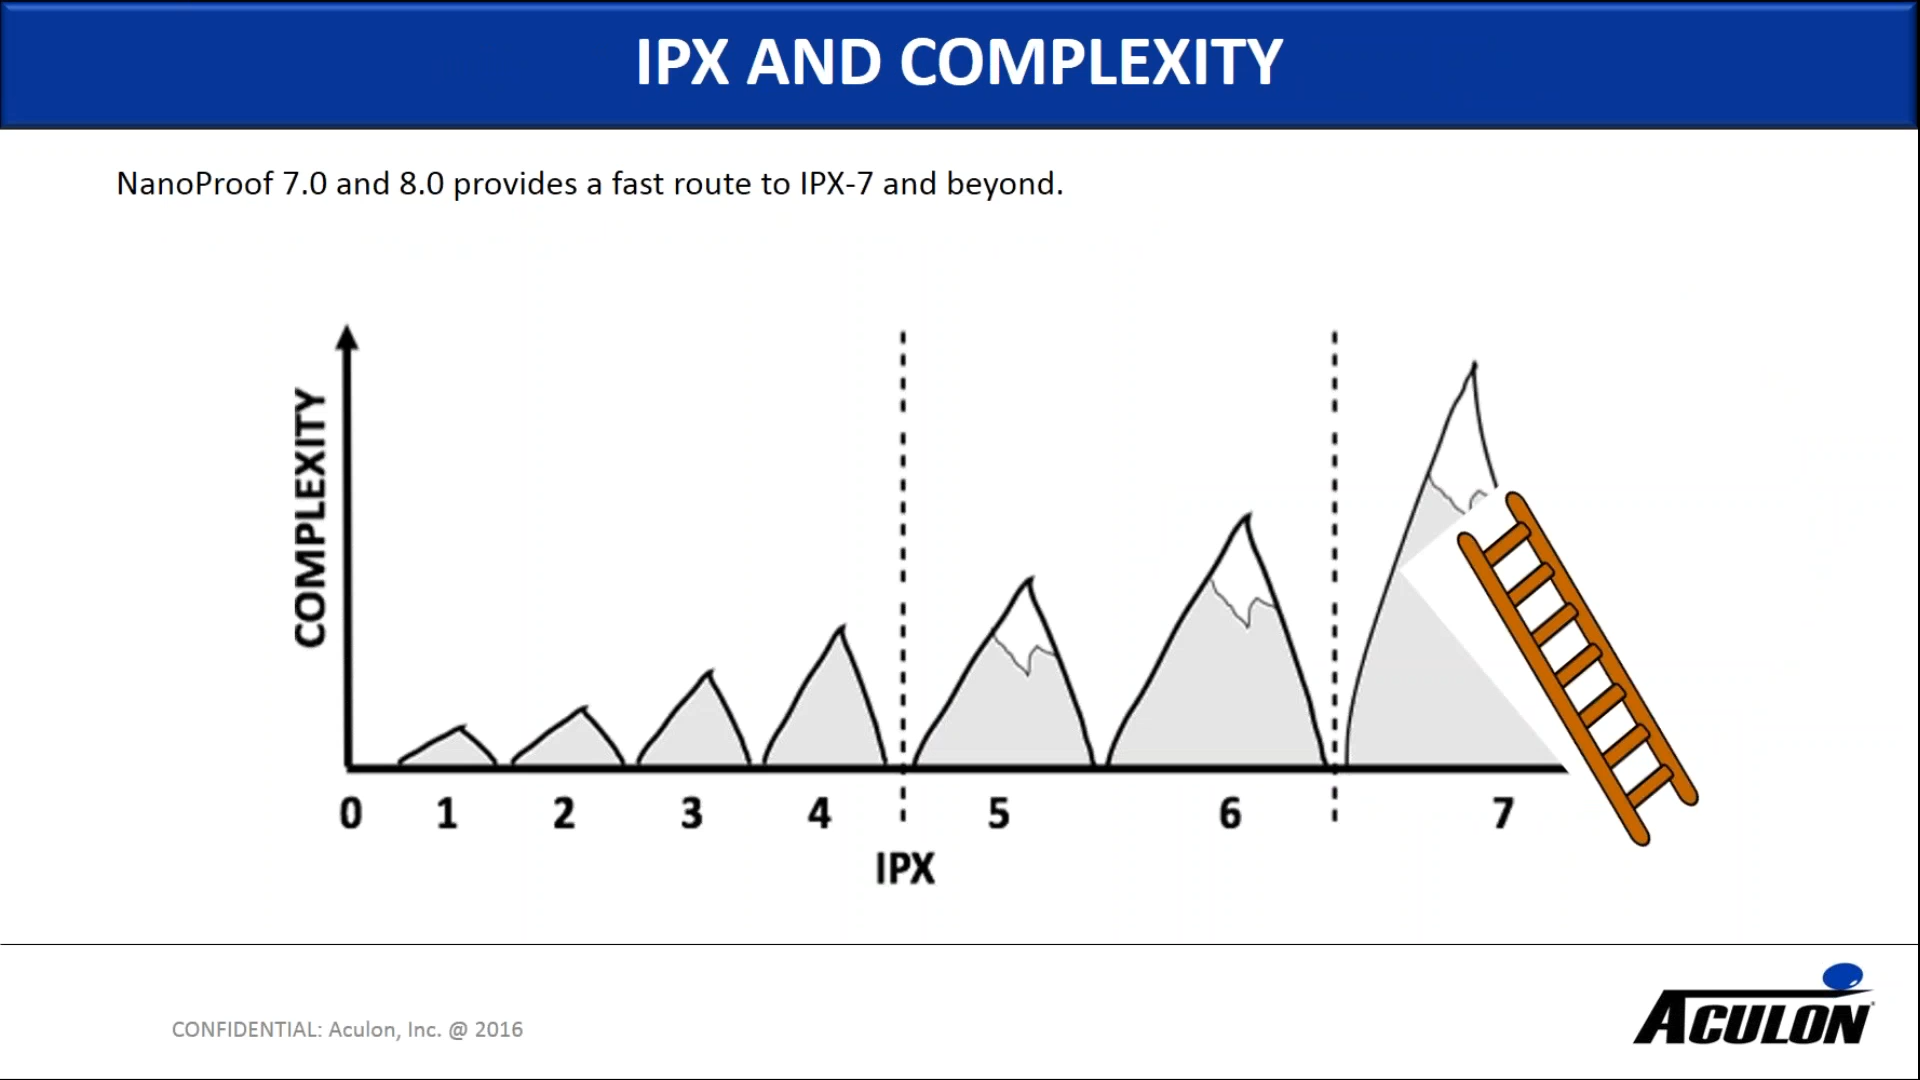 IPX AND COMPLEXITY
NanoProof 7.0 and 8.0 provides a fast route to IPX-7 and beyond.
COMPLEXITY
0 1 2 3 4 5 6 7
IPX
CONFIDENTIAL: Aculon, Inc. @ 2016
ACULON